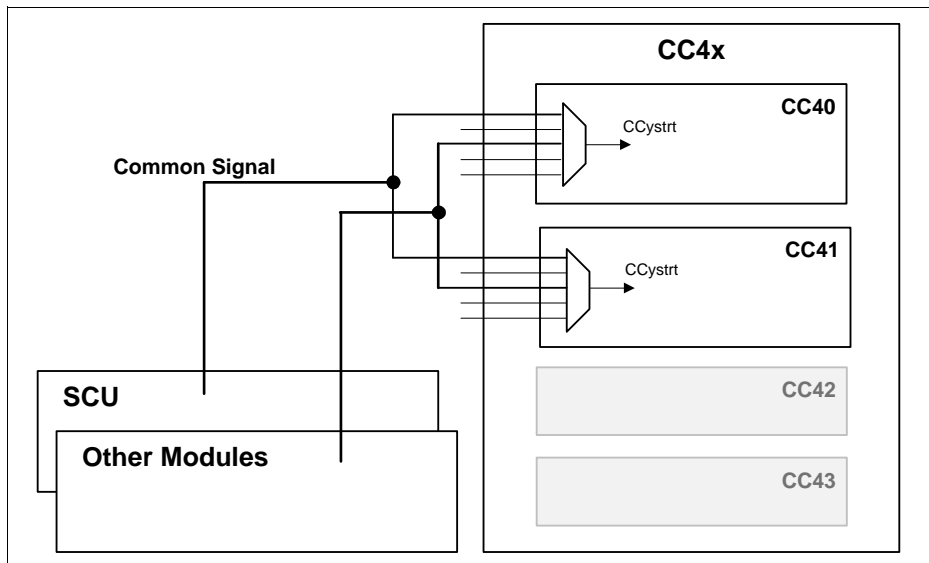 CC4x
CC40
CCystrt
Common Signal
CC41
CCystrt
SCU
CC42
Other Modules
CC43